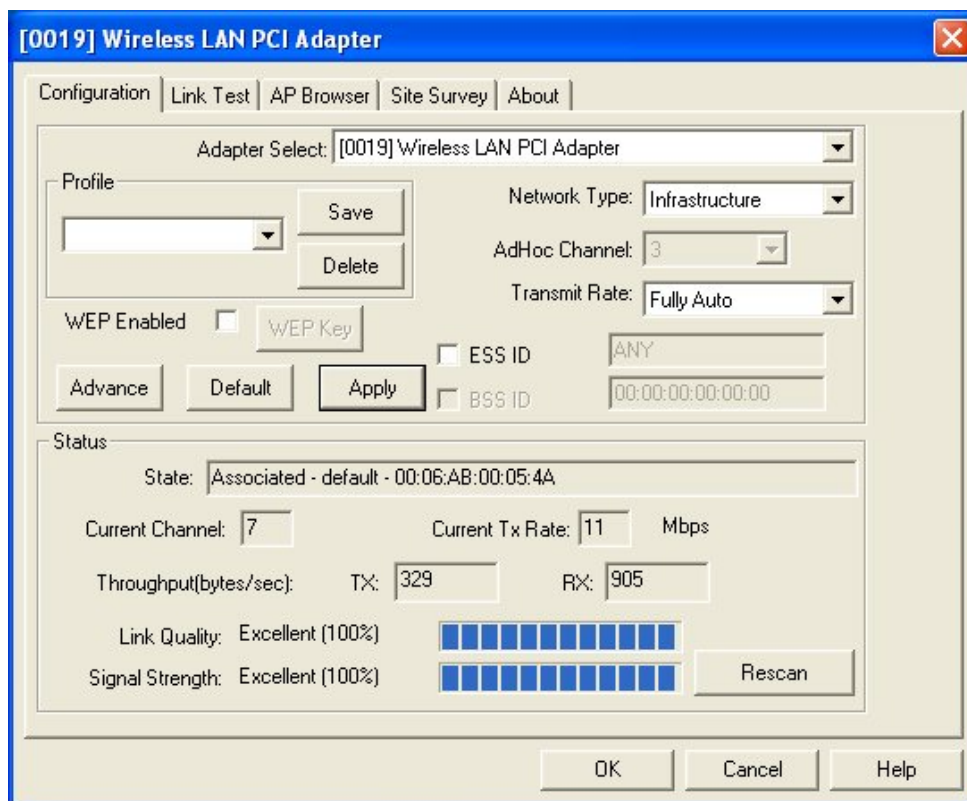 [0019] Wireless LAN PCI Adapter
Configuration Link Test AP Browser Site Survey About
Adapter Select: [0019] Wireless LAN PCI Adapter
Profile
Save
Delete
Network Type: Infrastructure
AdHoc Channel: 3
Transmit Rate: Fully Auto
WEP Enabled WEP Key
ESS ID ANY
Advance Default Apply
BSS ID 00:00:00:00:00:00
Status
State: Associated - default - 00:06:AB:00:05:4A
Current Channel: 7 Current Tx Rate: 11 Mbps
Throughput(bytes/sec): TX: 329 RX: 905
Link Quality: Excellent (100%)
Signal Strength: Excellent (100%)
Rescan
OK Cancel Help